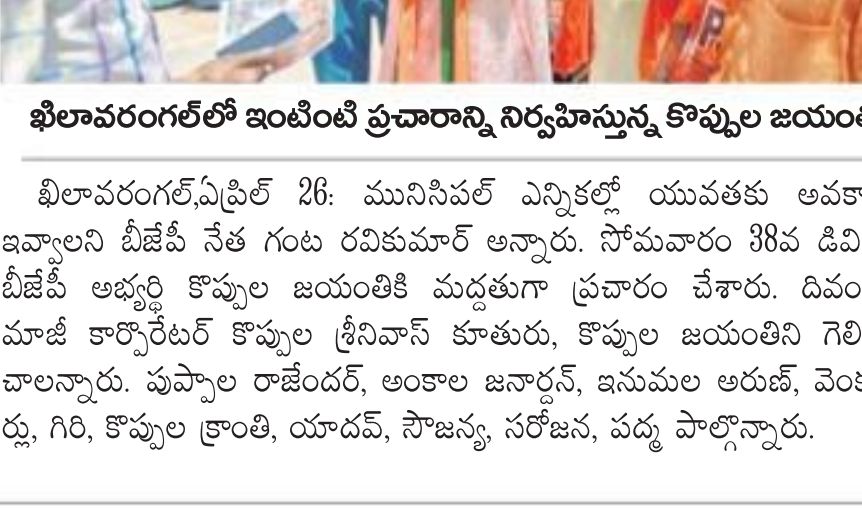 ఖిలావరంగల్‌లో ఇంటింటి ప్రచారాన్ని నిర్వహిస్తున్న కొప్పుల
ఖిలావరంగల్,ఏప్రిల్ 26: మునిసిపల్ ఎన్నికల్లో యువతకు
ఇవ్వాలని బీజేపీ నేత గంట రవికుమార్ అన్నారు. సోమవారం 38వ
బీజేపీ అభ్యర్థి కొప్పుల జయంతికి మద్దతుగా ప్రచారం చేశారు.
మాజీ కార్పొరేటర్ కొప్పుల శ్రీనివాస్ కూతురు, కొప్పుల జయంతిని గెలి
చాలన్నారు. పుప్పాల రాజేందర్, అంకాల జనార్దన్, ఇనుమల అరుణ్,
ర్లు, గిరి, కొప్పుల క్రాంతి, యాదవ్, సౌజన్య, సరోజన, పద్మ పాల్గొన్నారు.